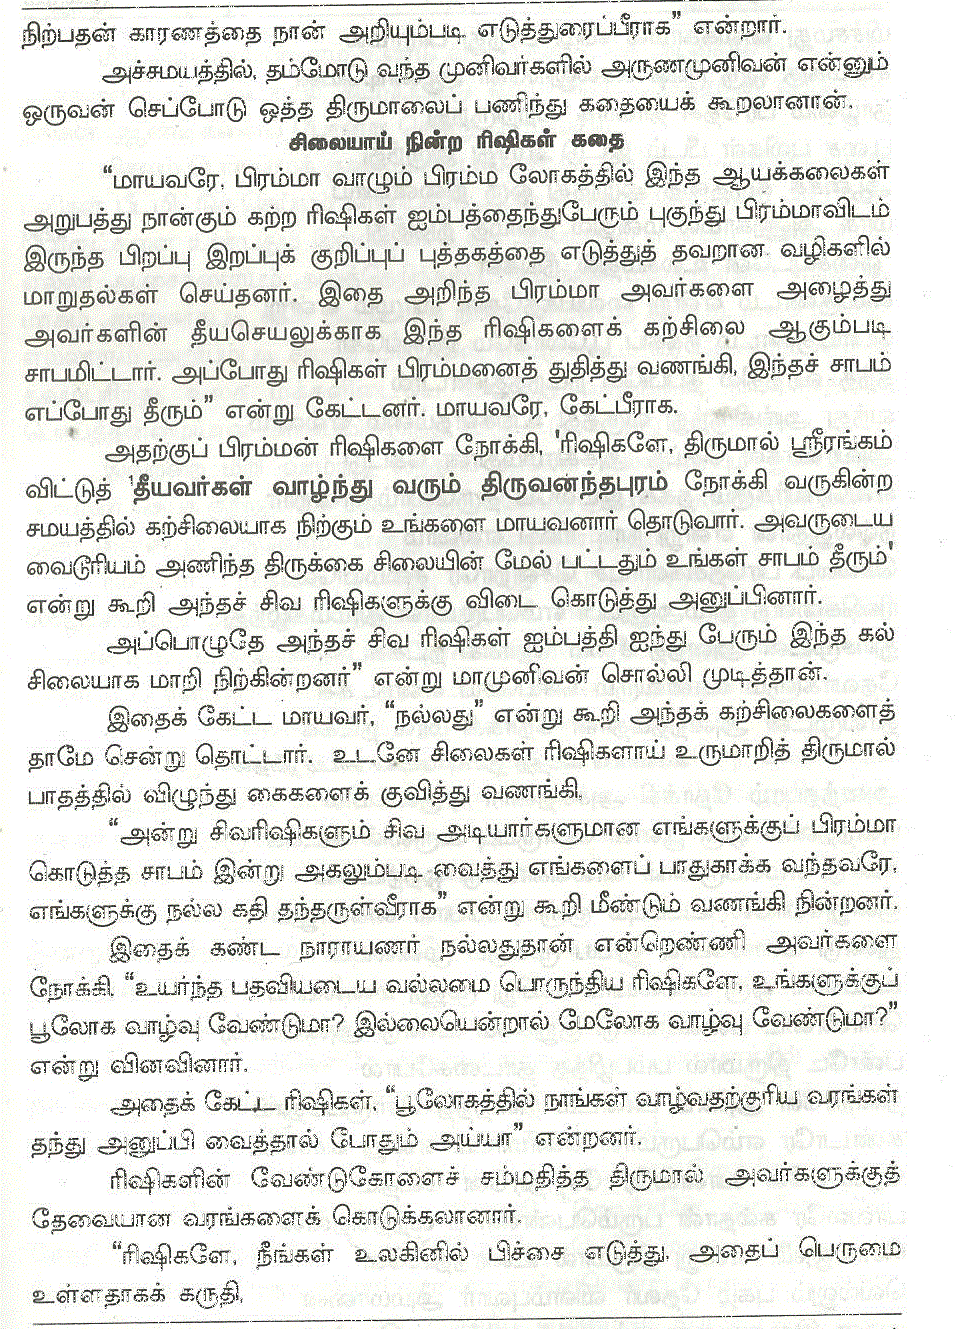 நிற்பதன் காரணத்தை நான் அறியும்படி எடுத்துரைப்பீராக” என்றார்.
அச்சமயத்தில், தம்மோடு வந்த முனிவர்களில் அருணமுனிவன் என்னும்
ஒருவன் செப்போடு ஒத்த திருமாலைப் பணிந்து கதையைக் கூறலானான்.
சிலையாய் நின்ற ரிஷிகள் கதை
“மாயவரே, பிரம்மா வாழும் பிரம்ம லோகத்தில் இந்த ஆயக்கலைகள்
அறுபத்து நான்கும் கற்ற ரிஷிகள் ஐம்பத்தைந்துபேரும் புகுந்து பிரம்மாவிடம்
இருந்த பிறப்பு இறப்புக் குறிப்புப் புத்தகத்தை எடுத்துத் தவறான வழிகளில்
மாறுதல்கள் செய்தனர். இதை அறிந்த பிரம்மா அவர்களை அழைத்து
அவர்களின் தீயசெயலுக்காக இந்த ரிஷிகளைக் கற்சிலை ஆகும்படி
சாபமிட்டார். அப்போது ரிஷிகள் பிரம்மனைத் துதித்து வணங்கி, இந்தச் சாபம்
எப்போது தீரும்” என்று கேட்டனர். மாயவரே, கேட்பீராக.
அதற்குப் பிரம்மன் ரிஷிகளை நோக்கி, 'ரிஷிகளே, திருமால் ஸ்ரீரங்கம்
விட்டுத் ¹தீயவர்கள் வாழ்ந்து வரும் திருவனந்தபுரம் நோக்கி வருகின்ற
சமயத்தில் கற்சிலையாக நிற்கும் உங்களை மாயவனார் தொடுவார். அவருடைய
வைடூரியம் அணிந்த திருக்கை சிலையின் மேல் பட்டதும் உங்கள் சாபம் தீரும்'
என்று கூறி அந்தச் சிவ ரிஷிகளுக்கு விடை கொடுத்து அனுப்பினார்.
அப்பொழுதே அந்தச் சிவ ரிஷிகள் ஐம்பத்தி ஐந்து பேரும் இந்த கல்
சிலையாக மாறி நிற்கின்றனர்” என்று மாமுனிவன் சொல்லி முடித்தான்.
இதைக் கேட்ட மாயவர், “நல்லது” என்று கூறி அந்தக் கற்சிலைகளைத்
தாமே சென்று தொட்டார். உடனே சிலைகள் ரிஷிகளாய் உருமாறித் திருமால்
பாதத்தில் விழுந்து கைகளைக் குவித்து வணங்கி,
“அன்று சிவரிஷிகளும் சிவ அடியார்களுமான எங்களுக்குப் பிரம்மா
கொடுத்த சாபம் இன்று அகலும்படி வைத்து எங்களைப் பாதுகாக்க வந்தவரே,
எங்களுக்கு நல்ல கதி தந்தருள்வீராக” என்று கூறி மீண்டும் வணங்கி நின்றனர்.
இதைக் கண்ட நாராயணர் நல்லதுதான் என்றெண்ணி அவர்களை
நோக்கி, “உயர்ந்த பதவியடைய வல்லமை பொருந்திய ரிஷிகளே, உங்களுக்குப்
பூலோக வாழ்வு வேண்டுமா? இல்லையென்றால் மேலோக வாழ்வு வேண்டுமா?”
என்று வினவினார்.
அதைக் கேட்ட ரிஷிகள், “பூலோகத்தில் நாங்கள் வாழ்வதற்குரிய வரங்கள்
தந்து அனுப்பி வைத்தால் போதும் அய்யா” என்றனர்.
ரிஷிகளின் வேண்டுகோளைச் சம்மதித்த திருமால் அவர்களுக்குத்
தேவையான வரங்களைக் கொடுக்கலானார்.
“ரிஷிகளே, நீங்கள் உலகினில் பிச்சை எடுத்து, அதைப் பெருமை
உள்ளதாகக் கருதி,